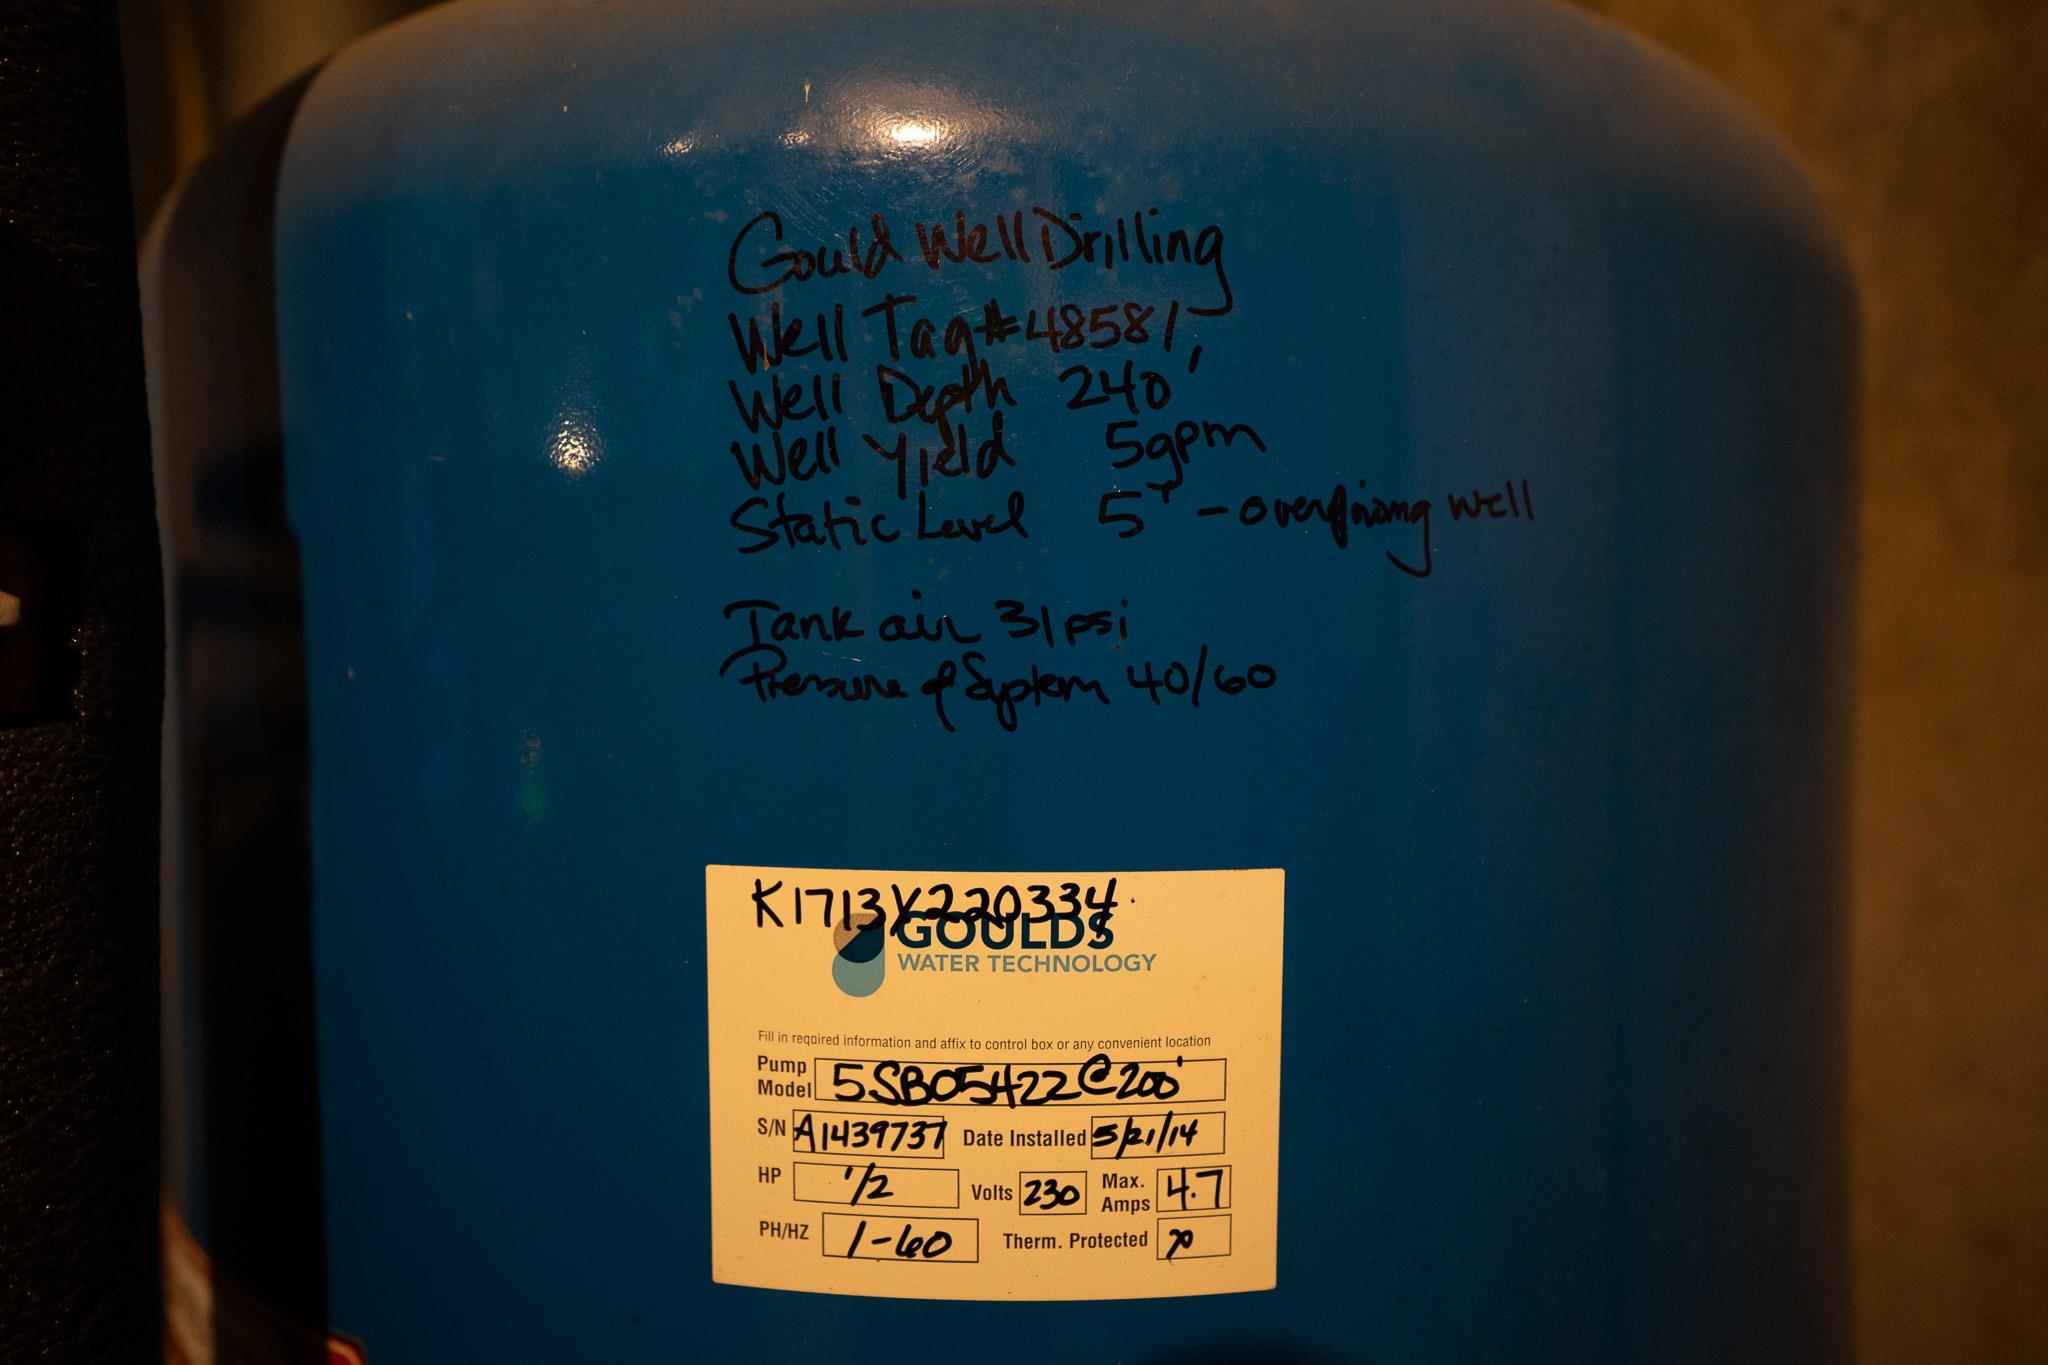 Gould Well Drilling
Well Tag # 48581
Well Depth 240'
Well Yield 5gpm
Static Level 5' - overflowing well
Tank air 31 psi
Pressure of System 40/60
K1713Y220334
GOULDS
WATER TECHNOLOGY
Fill in required information and affix to control box or any convenient location
Pump Model 5SB05422 @ 200'
S/N A1439737 Date Installed 5/21/14
HP 1/2 Volts 230 Max. Amps 4.7
PH/HZ 1-60 Therm. Protected